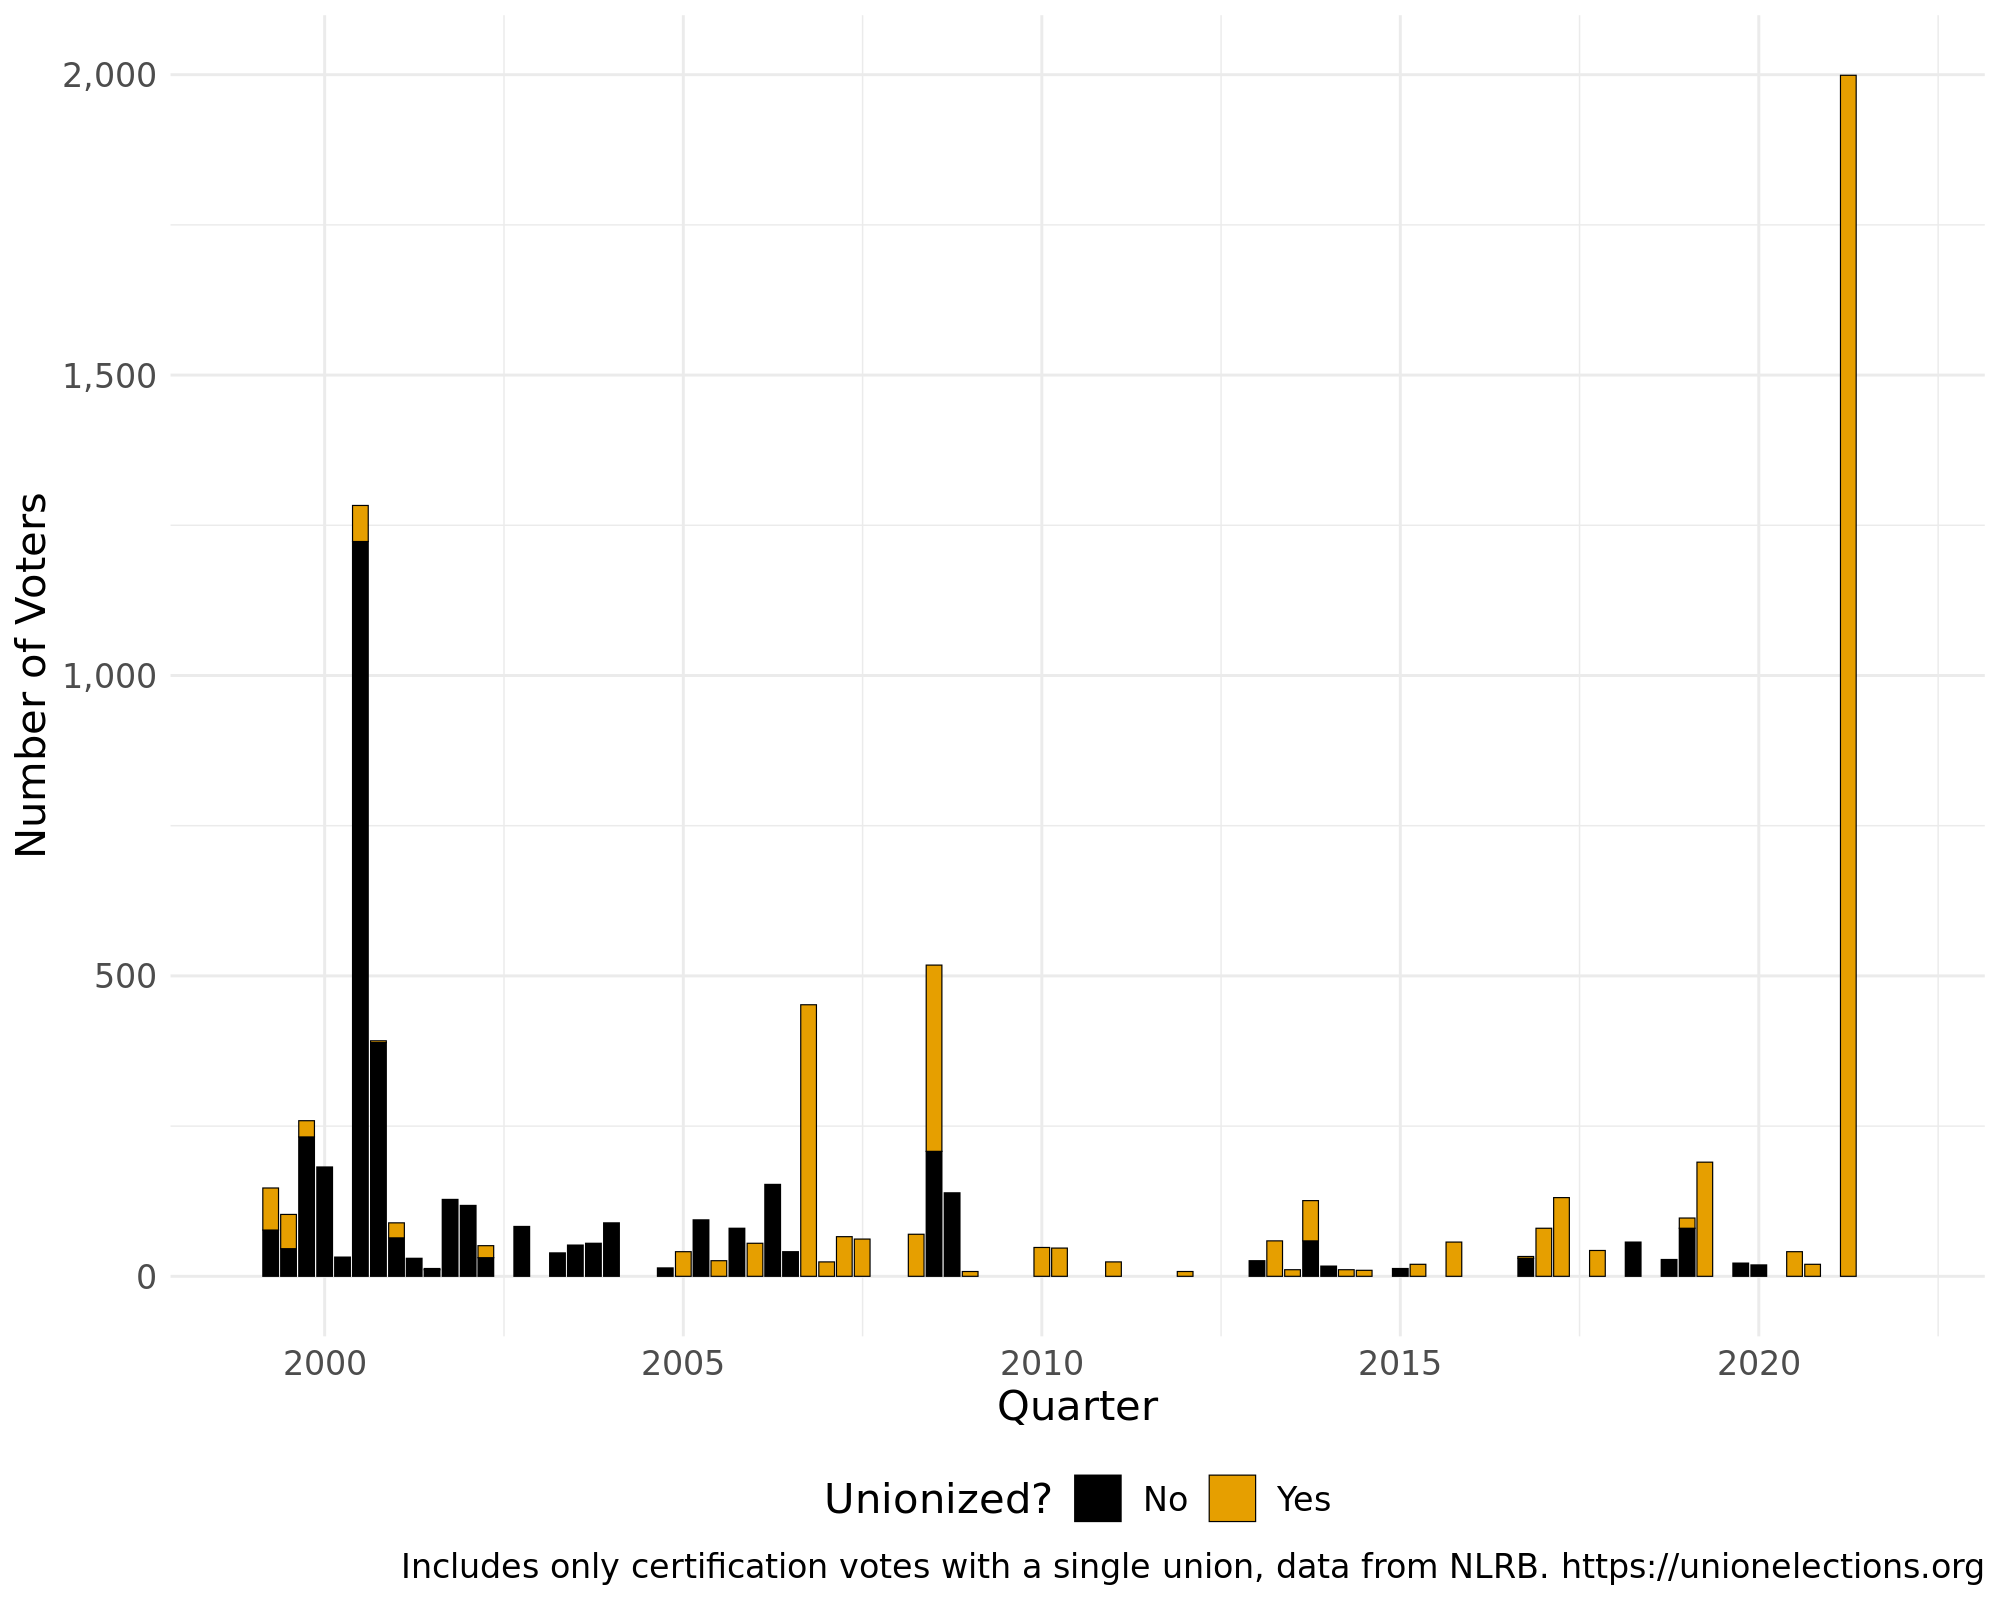 2,000
1,500
1,000
500
0
Number of Voters
2000 2005 2010 2015 2020
Quarter
Unionized? No Yes
Includes only certification votes with a single union, data from NLRB. https://unionelections.org